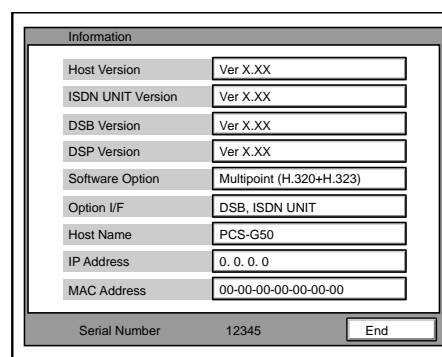 Information
Host Version Ver X.XX
ISDN UNIT Version Ver X.XX
DSB Version Ver X.XX
DSP Version Ver X.XX
Software Option Multipoint (H.320+H.323)
Option I/F DSB, ISDN UNIT
Host Name PCS-G50
IP Address 0. 0. 0. 0
MAC Address 00-00-00-00-00-00-00
Serial Number 12345 End